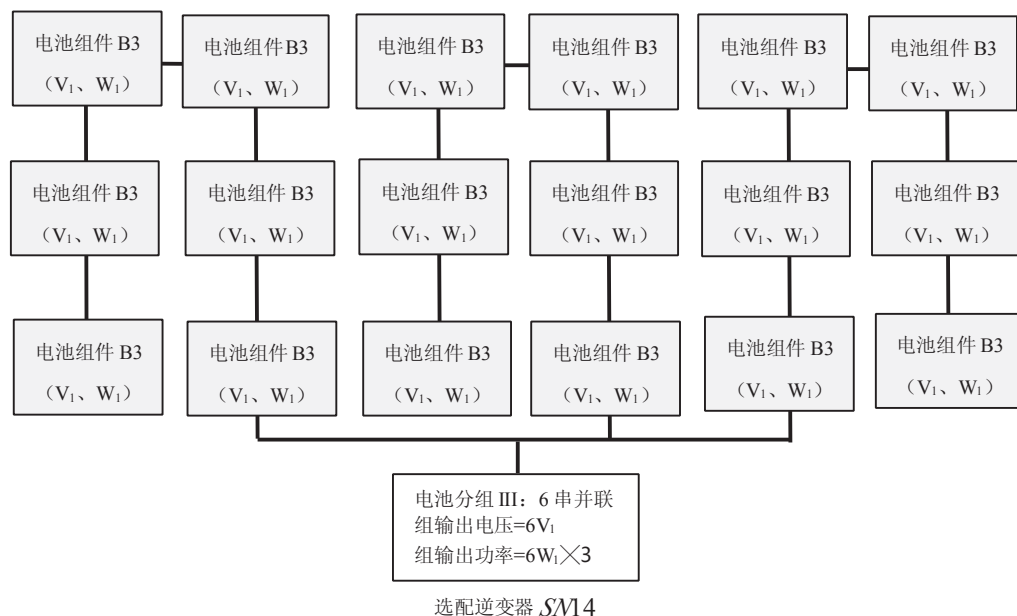 电池组件 B3 电池组件 B3 电池组件 B3 电池组件 B3 电池组件 B3 电池组件 B3
（V₁、W₁） （V₁、W₁） （V₁、W₁） （V₁、W₁） （V₁、W₁） （V₁、W₁）
电池组件 B3 电池组件 B3 电池组件 B3 电池组件 B3 电池组件 B3 电池组件 B3
（V₁、W₁） （V₁、W₁） （V₁、W₁） （V₁、W₁） （V₁、W₁） （V₁、W₁）
电池组件 B3 电池组件 B3 电池组件 B3 电池组件 B3 电池组件 B3 电池组件 B3
（V₁、W₁） （V₁、W₁） （V₁、W₁） （V₁、W₁） （V₁、W₁） （V₁、W₁）
电池分组 III：6 串并联
组输出电压=6V₁
组输出功率=6W₁×3
选配逆变器 SN14